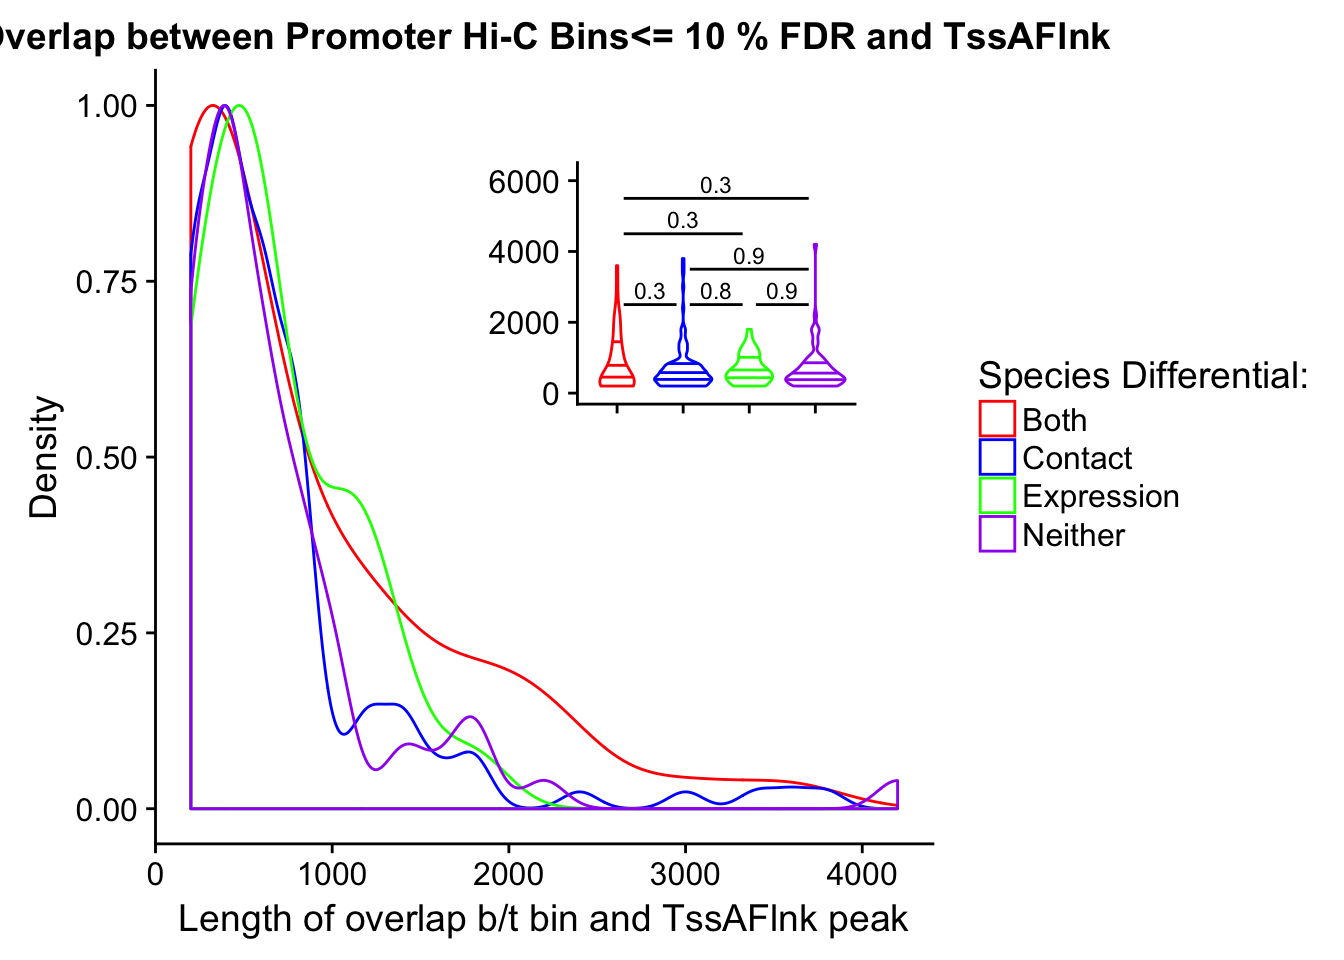 verlap between Promoter Hi-C Bins<= 10 % FDR and TssAFlnk
1.00
0.75
0.50
0.25
0.00
Density
0
1000
2000
3000
4000
Length of overlap b/t bin and TssAFlnk peak
6000
4000
2000
0
0.3
0.3
0.9
0.3
0.8
0.9
Species Differential:
Both
Contact
Expression
Neither